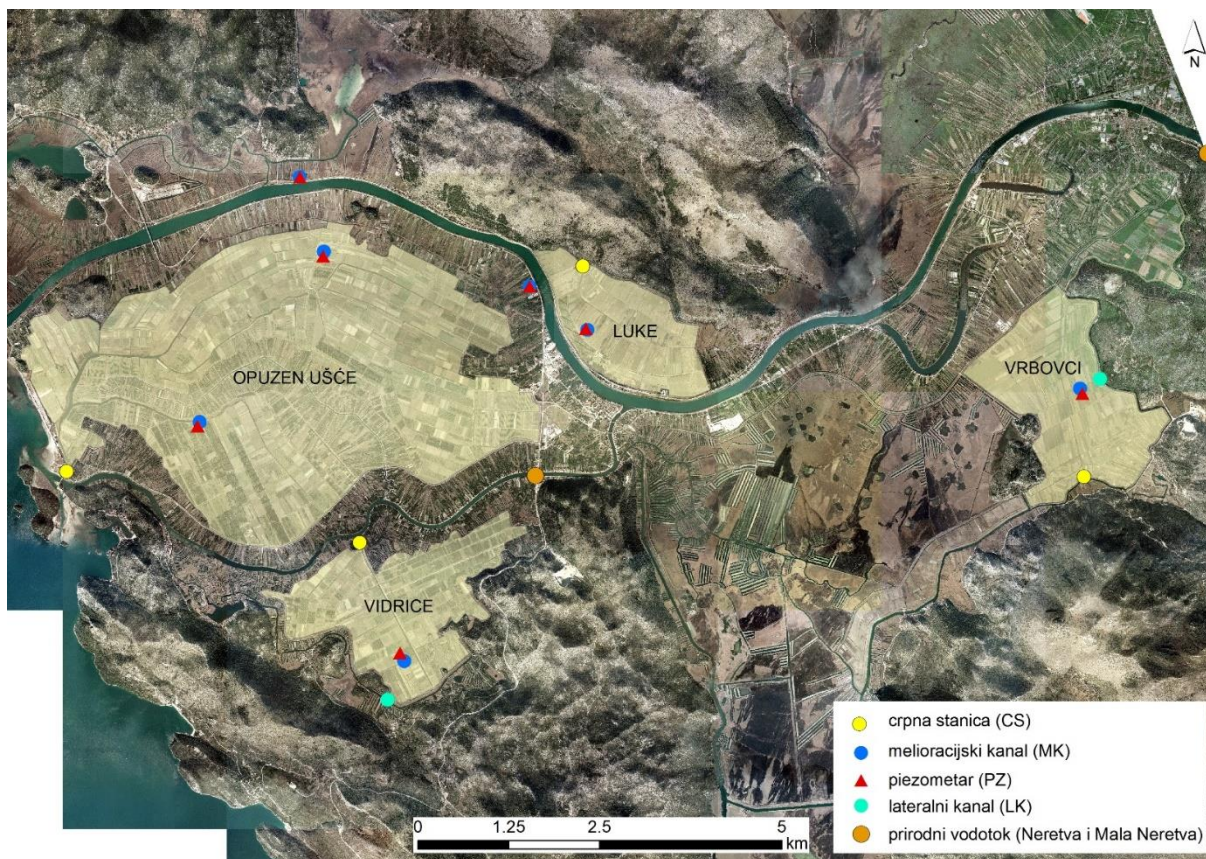 N
LUKE
VRBOVCI
OPUZEN UŠĆE
VIDRICE
crpna stanica (CS)
melioracijski kanal (MK)
piezometar (PZ)
lateralni kanal (LK)
prirodni vodotok (Neretva i Mala Neretva)
0 1.25 2.5 5
km